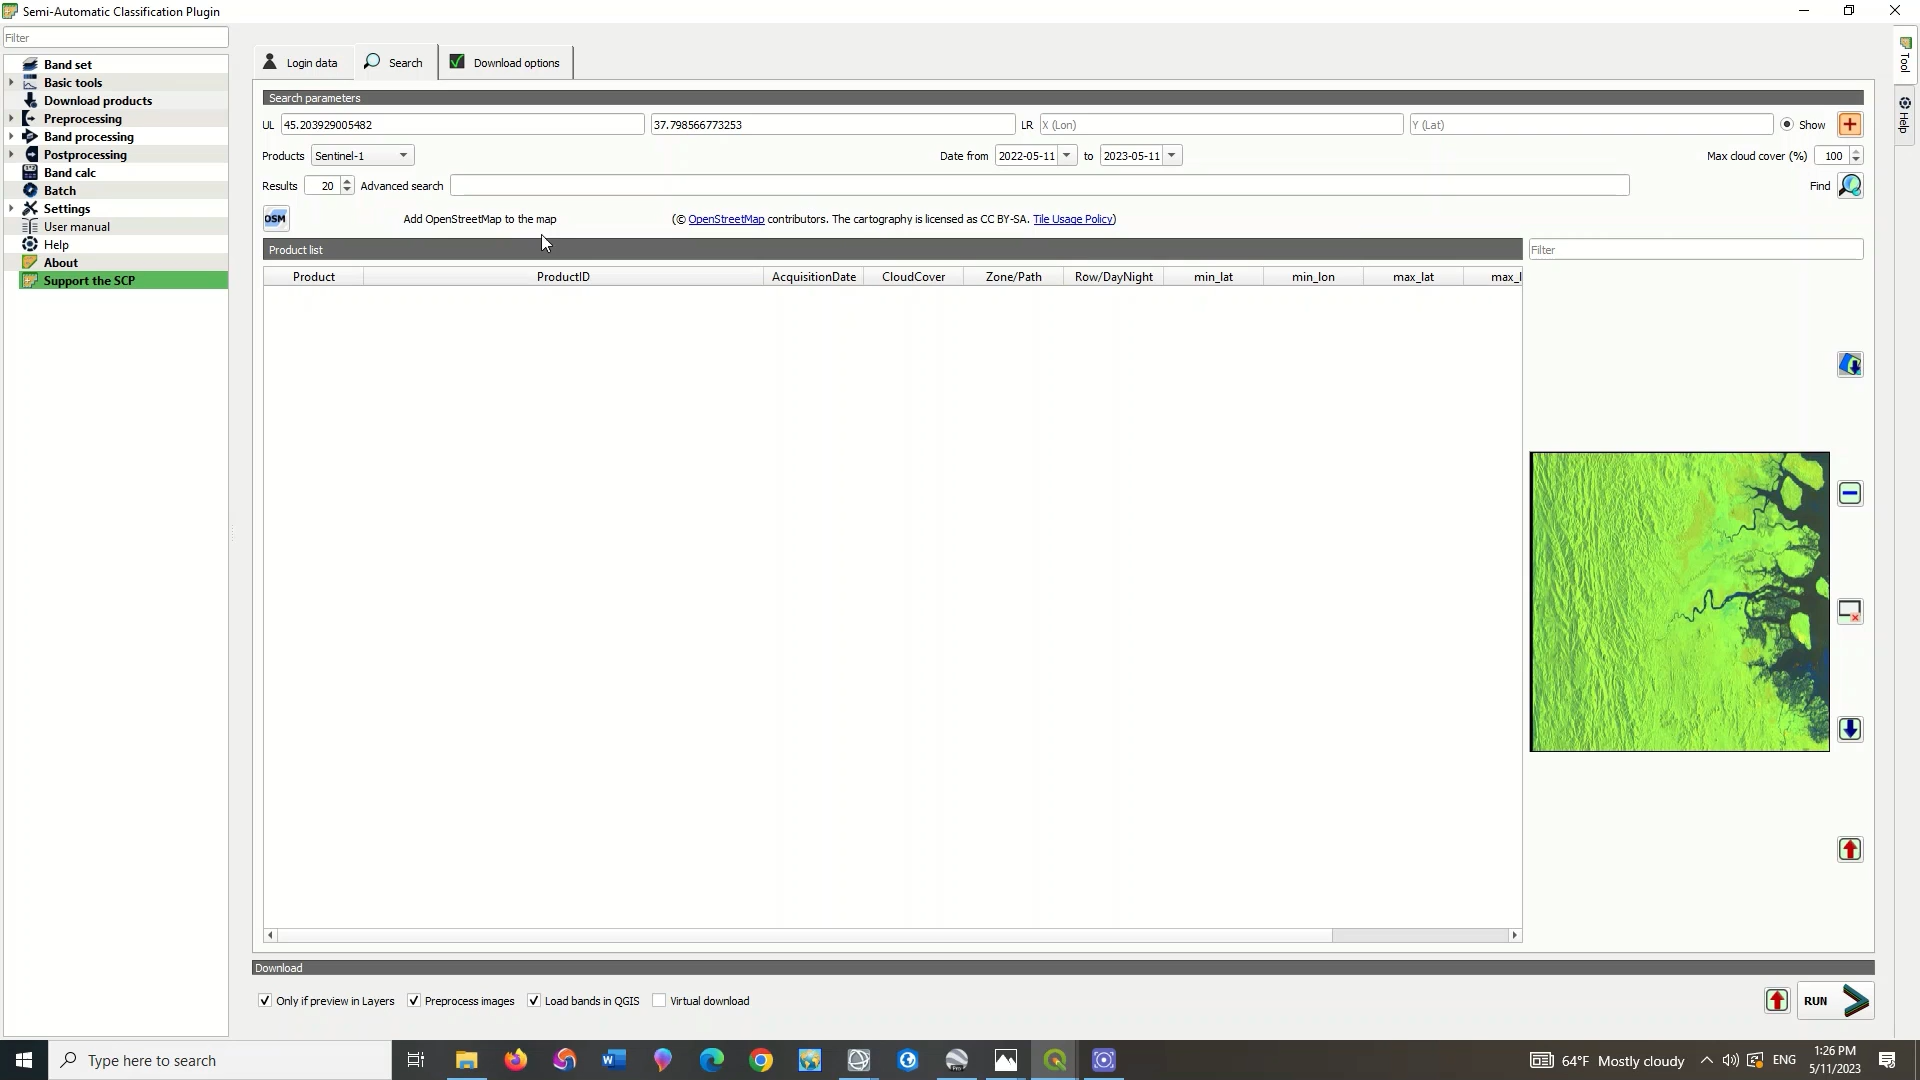 Semi-Automatic Classification Plugin
Filter
Band set
Basic tools
Download products
Preprocessing
Band processing
Postprocessing
Band calc
Batch
Settings
User manual
Help
About
Support the SCP
Login data
Search
Download options
Search parameters
UL 45.203929005482 37.798566773253 LR X (Lon) Y (Lat) Show
Products Sentinel-1 Date from 2022-05-11 to 2023-05-11 Max cloud cover (%) 100
Results 20 Advanced search Find
OSM Add OpenStreetMap to the map (© OpenStreetMap contributors. The cartography is licensed as CC BY-SA. Tile Usage Policy)
Product list Filter
Product ProductID AcquisitionDate CloudCover Zone/Path Row/DayNight min_lat min_lon max_lat max_l
Download
Only if preview in Layers Preprocess images Load bands in QGIS Virtual download RUN
Tool
Help
Type here to search
64°F Mostly cloudy ENG
1:26 PM
5/11/2023